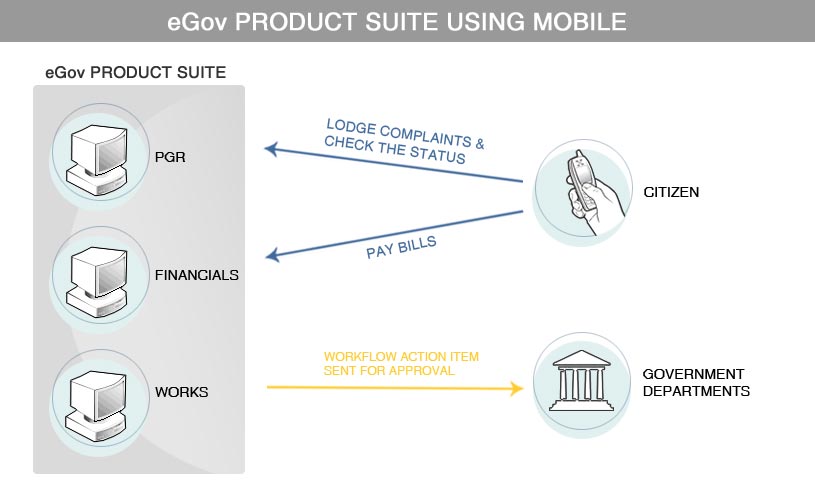 eGov PRODUCT SUITE USING MOBILE
eGov PRODUCT SUITE
PGR
LODGE COMPLAINTS &
CHECK THE STATUS
CITIZEN
PAY BILLS
FINANCIALS
WORKFLOW ACTION ITEM
SENT FOR APPROVAL
GOVERNMENT
DEPARTMENTS
WORKS